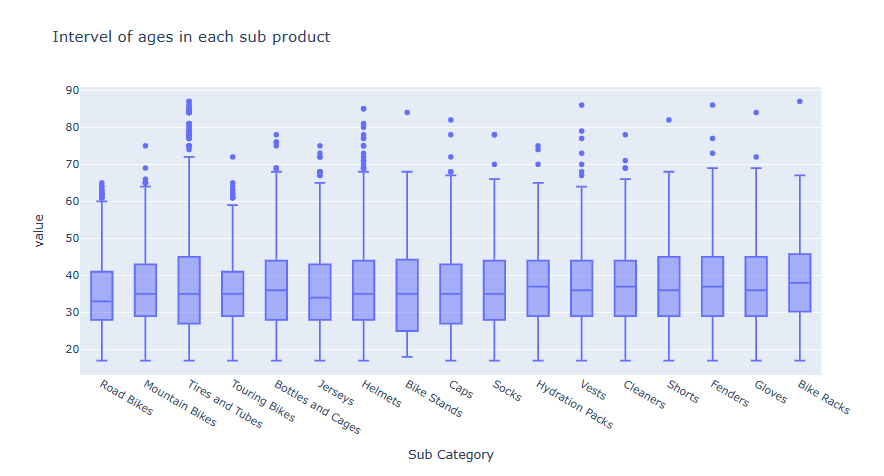 Intervel of ages in each sub product
90
80
70
60
50
40
30
20
value
Road Bikes
Mountain Bikes
Tires and Tubes
Touring Bikes
Bottles and Cages
Jerseys
Helmets
Bike Stands
Caps
Socks
Hydration Packs
Vests
Cleaners
Shorts
Fenders
Gloves
Bike Racks
Sub Category